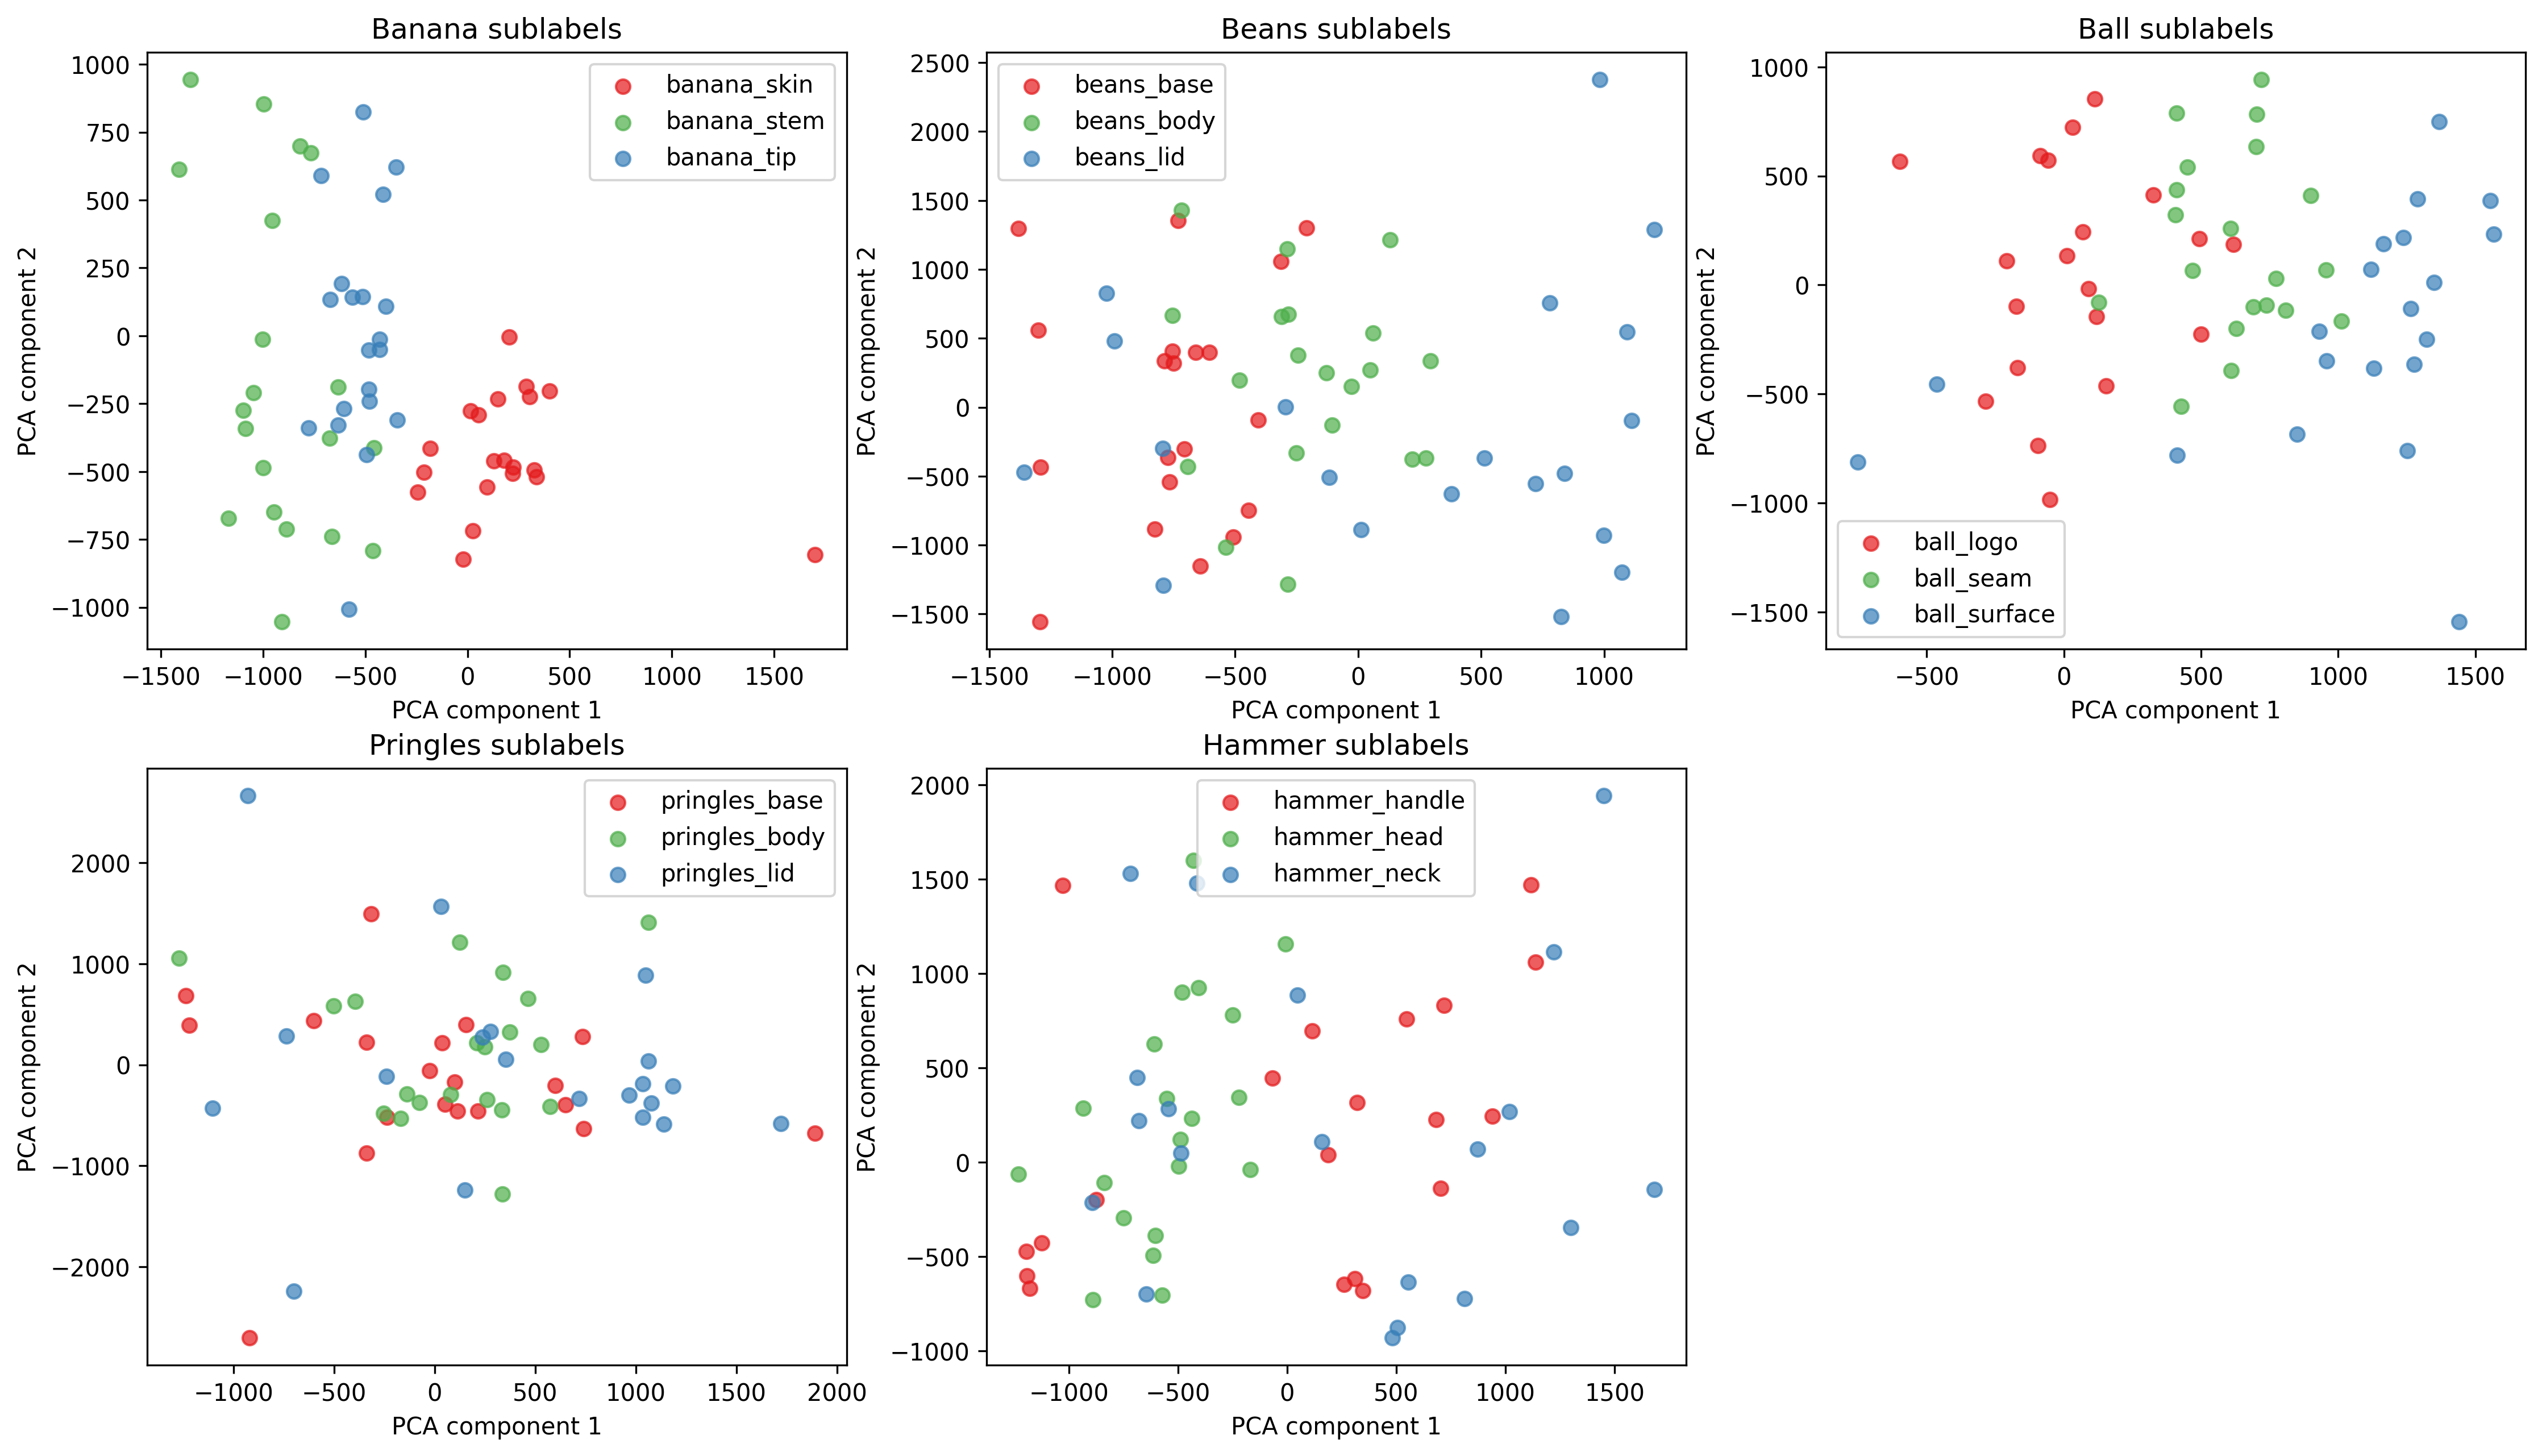 Banana sublabels
1000
750
500
250
0
−250
−500
−750
−1000
PCA component 2
banana_skin
banana_stem
banana_tip
−1500 −1000 −500 0 500 1000 1500
PCA component 1
Beans sublabels
2500
2000
1500
1000
500
0
−500
−1000
−1500
PCA component 2
beans_base
beans_body
beans_lid
−1500 −1000 −500 0 500 1000
PCA component 1
Ball sublabels
1000
500
0
−500
−1000
−1500
PCA component 2
ball_logo
ball_seam
ball_surface
−500 0 500 1000 1500
PCA component 1
Pringles sublabels
2000
1000
0
−1000
−2000
PCA component 2
pringles_base
pringles_body
pringles_lid
−1000 −500 0 500 1000 1500 2000
PCA component 1
Hammer sublabels
2000
1500
1000
500
0
−500
−1000
PCA component 2
hammer_handle
hammer_head
hammer_neck
−1000 −500 0 500 1000 1500
PCA component 1